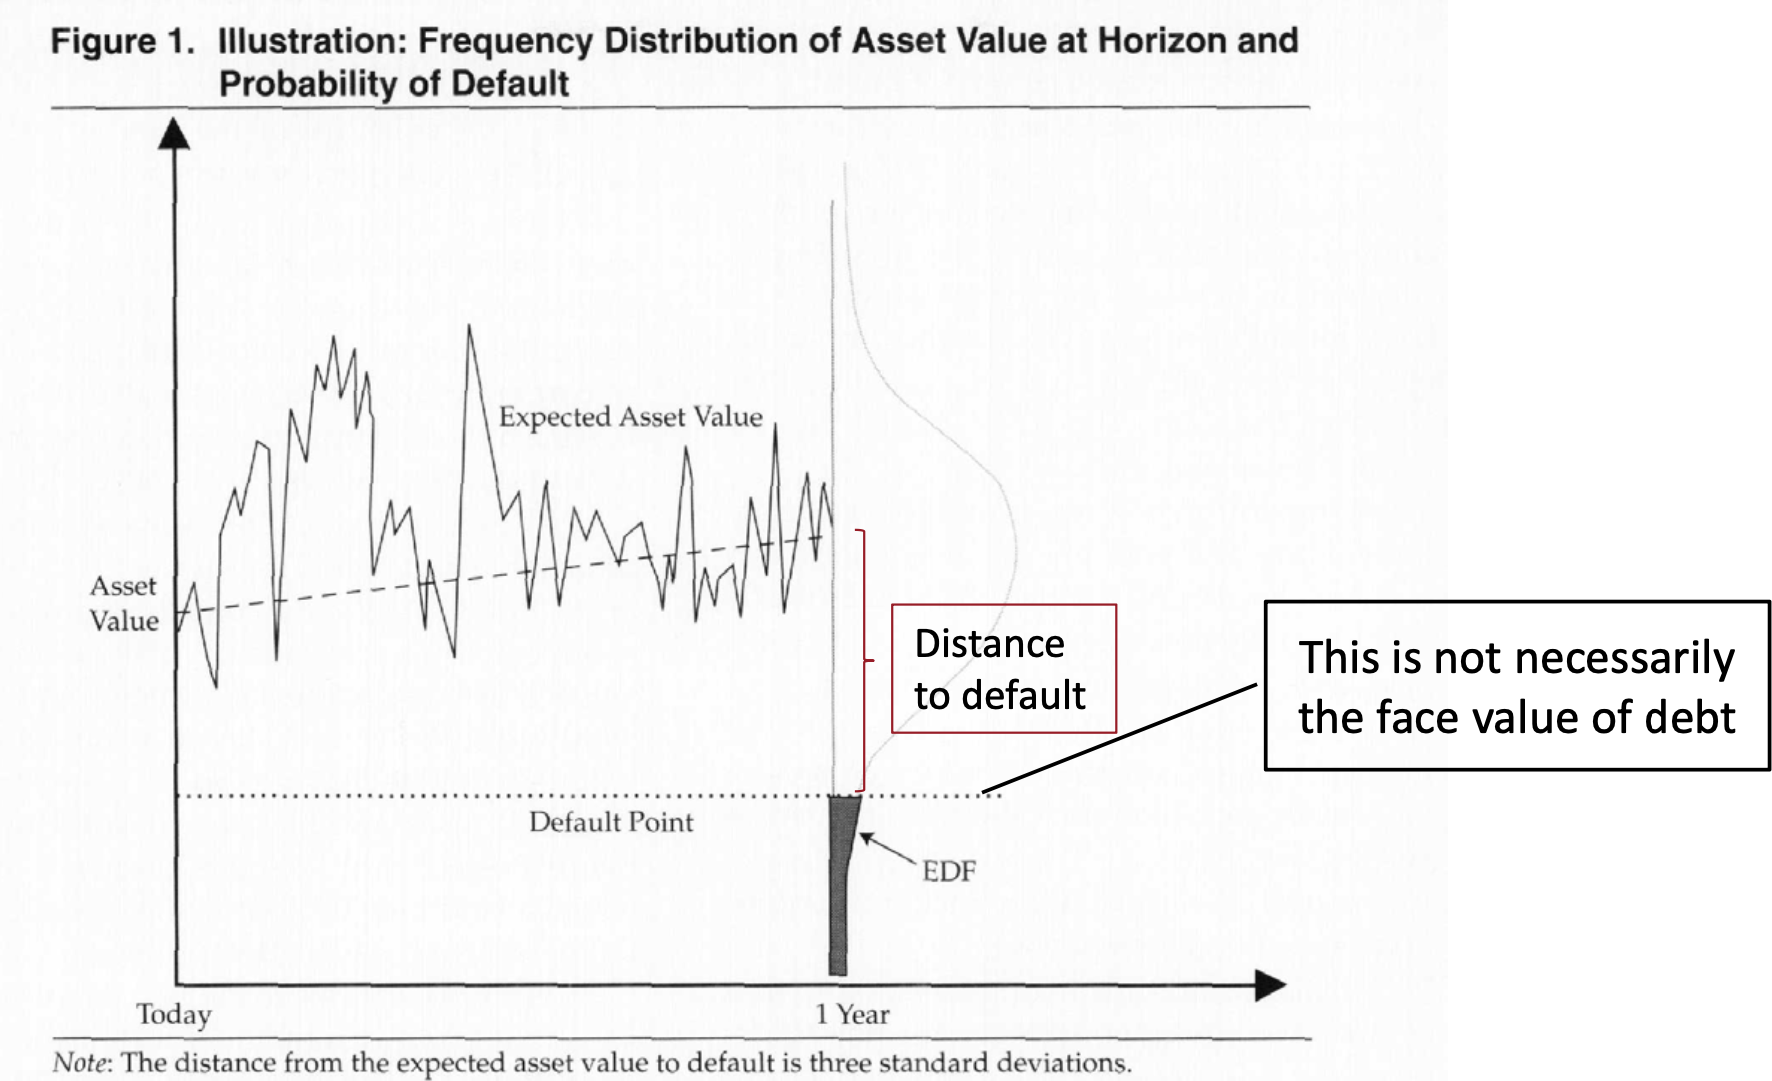 Figure 1. Illustration: Frequency Distribution of Asset Value at Horizon and
Probability of Default
Expected Asset Value
Asset
Value
Distance
to default
This is not necessarily
the face value of debt
Default Point
EDF
Today
1 Year
Note: The distance from the expected asset value to default is three standard deviations.